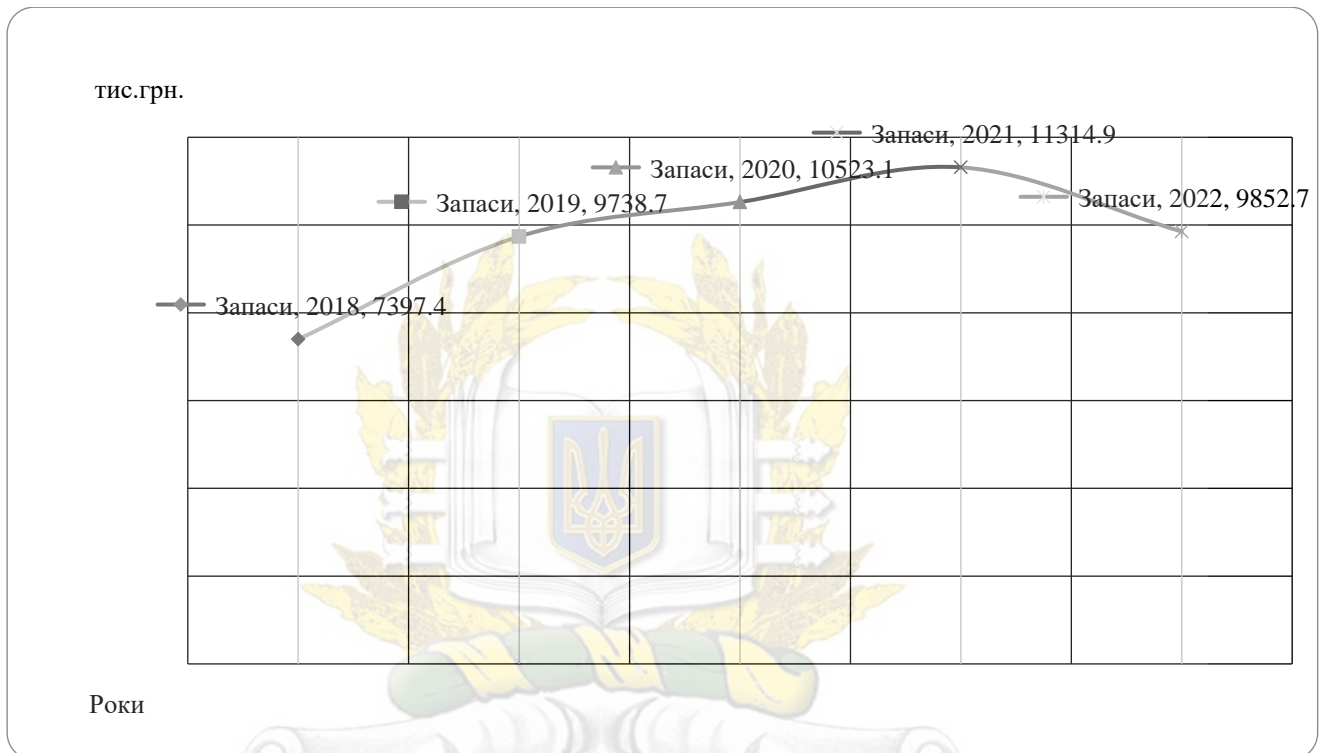 тис.грн.
Запаси, 2021, 11314.9
Запаси, 2020, 10523.1
Запаси, 2019, 9738.7
Запаси, 2022, 9852.7
Запаси, 2018, 7397.4
Роки